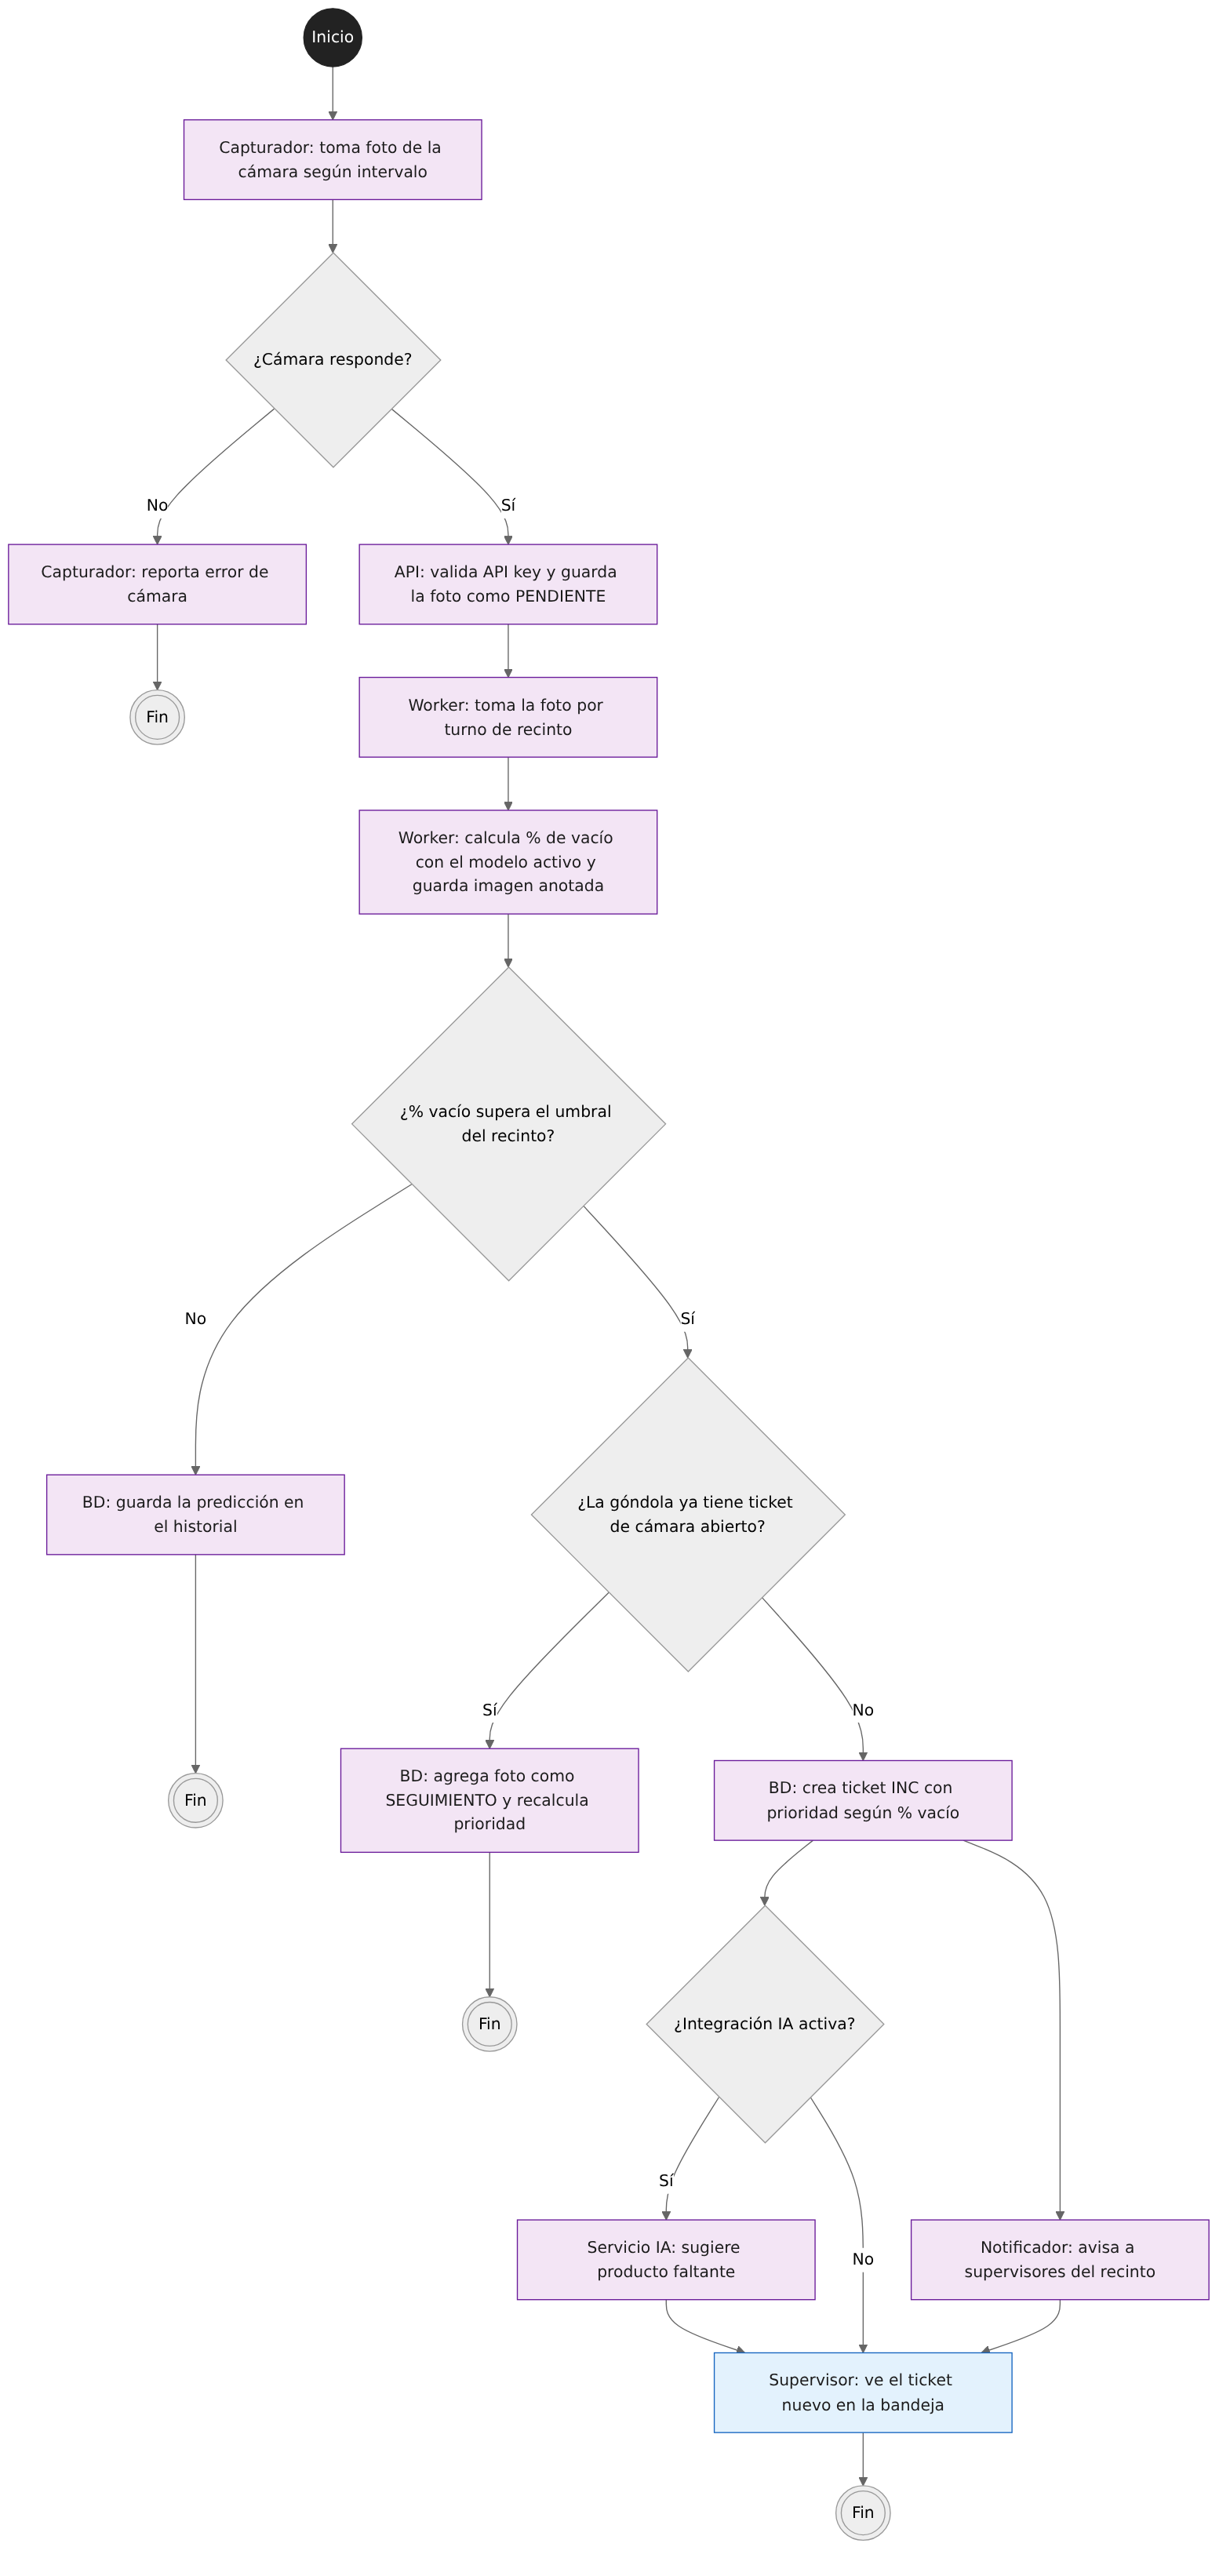 Inicio
Capturador: toma foto de la
cámara según intervalo
¿Cámara responde?
No
Sí
Capturador: reporta error de
cámara
API: valida API key y guarda
la foto como PENDIENTE
Fin
Worker: toma la foto por
turno de recinto
Worker: calcula % de vacío
con el modelo activo y
guarda imagen anotada
¿% vacío supera el umbral
del recinto?
No
Sí
BD: guarda la predicción en
el historial
¿La góndola ya tiene ticket
de cámara abierto?
Sí
No
Fin
BD: agrega foto como
SEGUIMIENTO y recalcula
prioridad
BD: crea ticket INC con
prioridad según % vacío
Fin
¿Integración IA activa?
Sí
No
Servicio IA: sugiere
producto faltante
Notificador: avisa a
supervisores del recinto
Supervisor: ve el ticket
nuevo en la bandeja
Fin